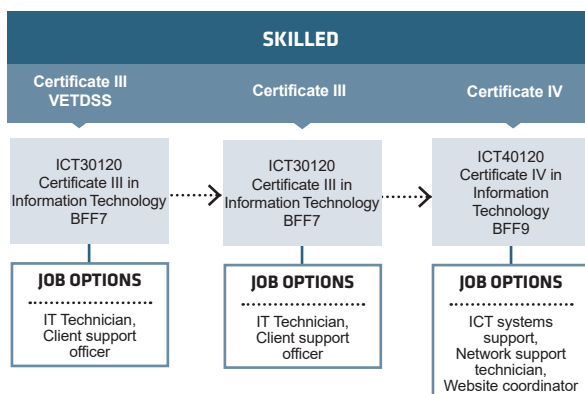 SKILLED
Certificate III
VETDSS
Certificate III
Certificate IV
ICT30120
Certificate III in
Information Technology
BFF7
ICT30120
Certificate III in
Information Technology
BFF7
ICT40120
Certificate IV in
Information
Technology
BFF9
JOB OPTIONS
IT Technician,
Client support
officer
JOB OPTIONS
IT Technician,
Client support
officer
JOB OPTIONS
ICT systems
support,
Network support
technician,
Website coordinator